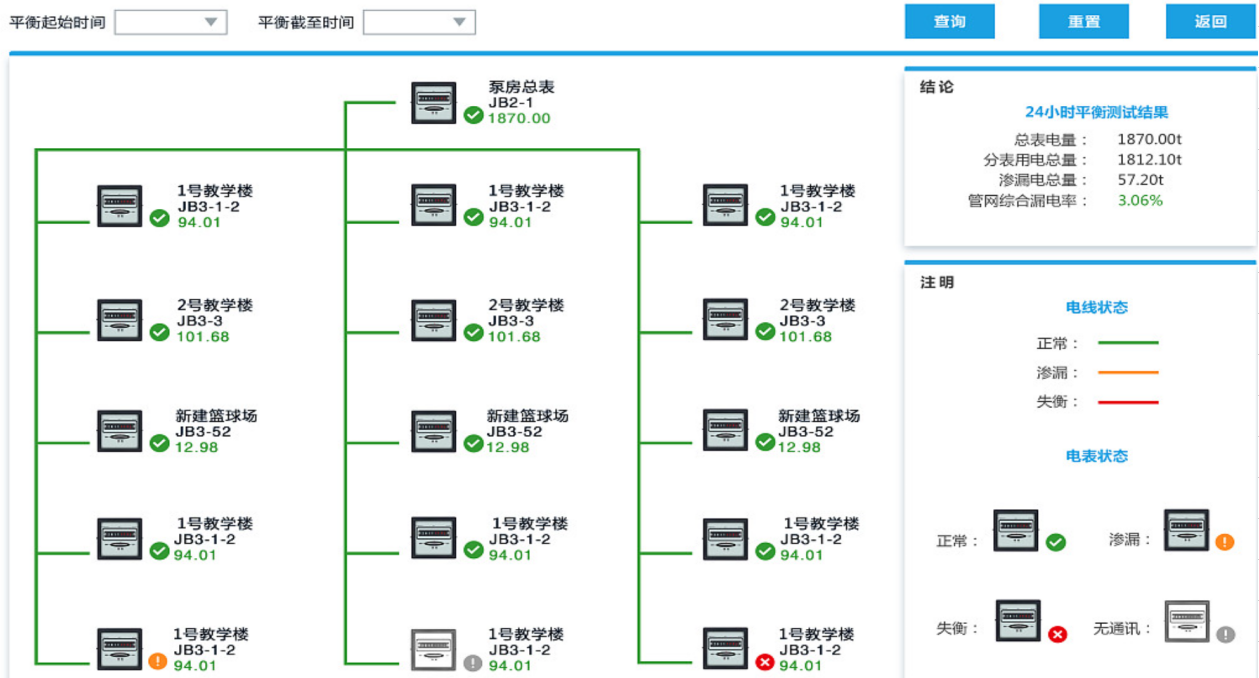 平衡起始时间
平衡截至时间
查询
重置
返回
泵房总表
JB2-1
1870.00
1号教学楼
JB3-1-2
94.01
1号教学楼
JB3-1-2
94.01
1号教学楼
JB3-1-2
94.01
2号教学楼
JB3-3
101.68
2号教学楼
JB3-3
101.68
2号教学楼
JB3-3
101.68
新建篮球场
JB3-52
12.98
新建篮球场
JB3-52
12.98
新建篮球场
JB3-52
12.98
1号教学楼
JB3-1-2
94.01
1号教学楼
JB3-1-2
94.01
1号教学楼
JB3-1-2
94.01
1号教学楼
JB3-1-2
94.01
1号教学楼
JB3-1-2
94.01
1号教学楼
JB3-1-2
94.01
结论
24小时平衡测试结果
总表电量： 1870.00t
分表用电总量： 1812.10t
渗漏电总量： 57.20t
管网综合漏电率： 3.06%
注明
电线状态
正常：
渗漏：
失衡：
电表状态
正常：
渗漏：
失衡：
无通讯：